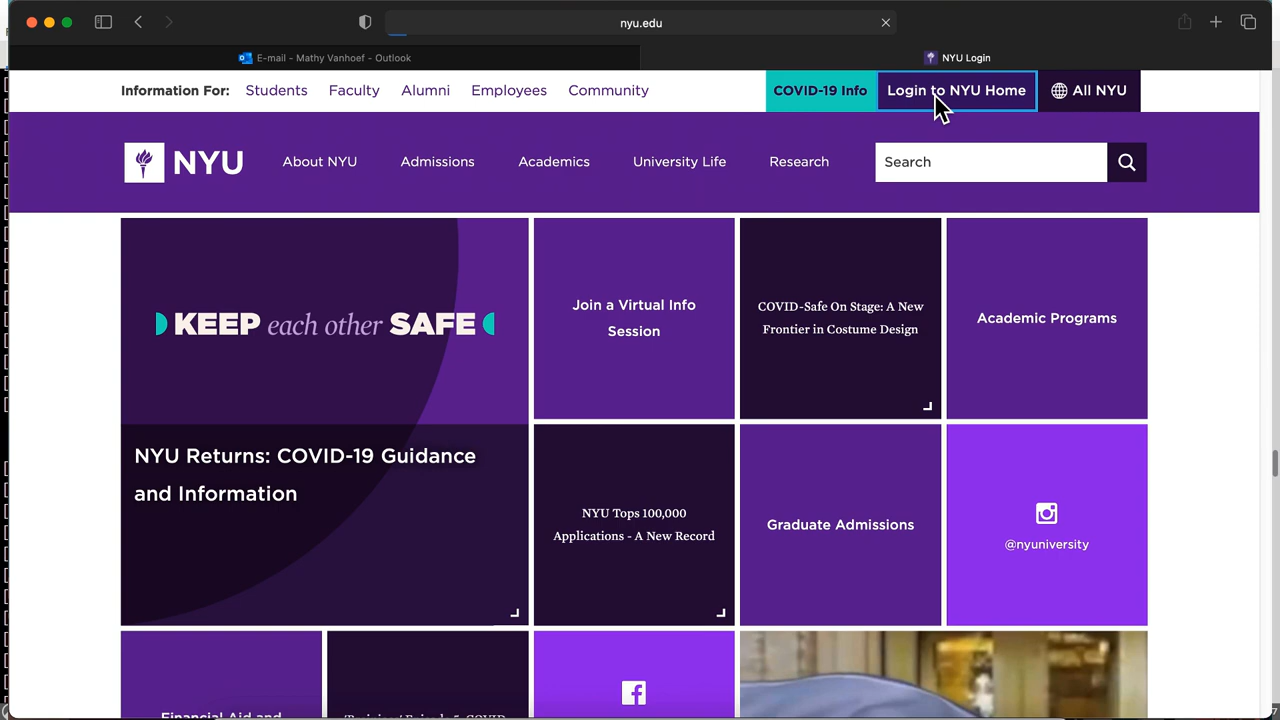 nyu.edu
E-mail - Mathy Vanhoef - Outlook
NYU Login
Information For: Students Faculty Alumni Employees Community
COVID-19 Info Login to NYU Home All NYU
NYU About NYU Admissions Academics University Life Research Search
KEEP each other SAFE
NYU Returns: COVID-19 Guidance
and Information
Join a Virtual Info
Session
COVID-Safe On Stage: A New
Frontier in Costume Design
Academic Programs
NYU Tops 100,000
Applications - A New Record
Graduate Admissions
@nyuniversity
Financial Aid and